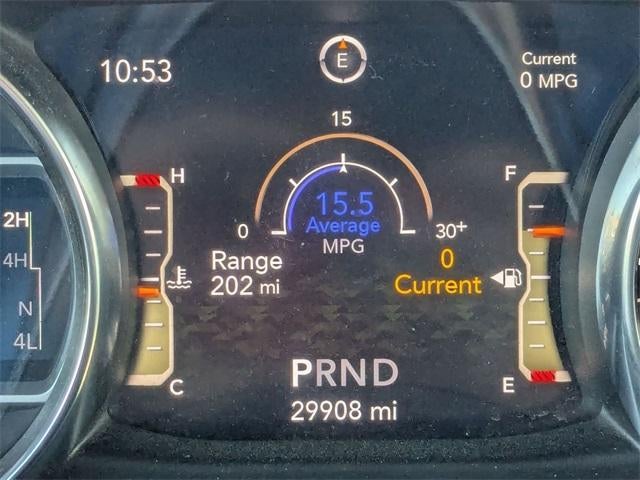 10:53
E
Current
0 MPG
15
H
F
2H
15.5
Average
0
30+
MPG
4H
Range
202 mi
0
Current
N
4L
C
E
PRND
29908 mi